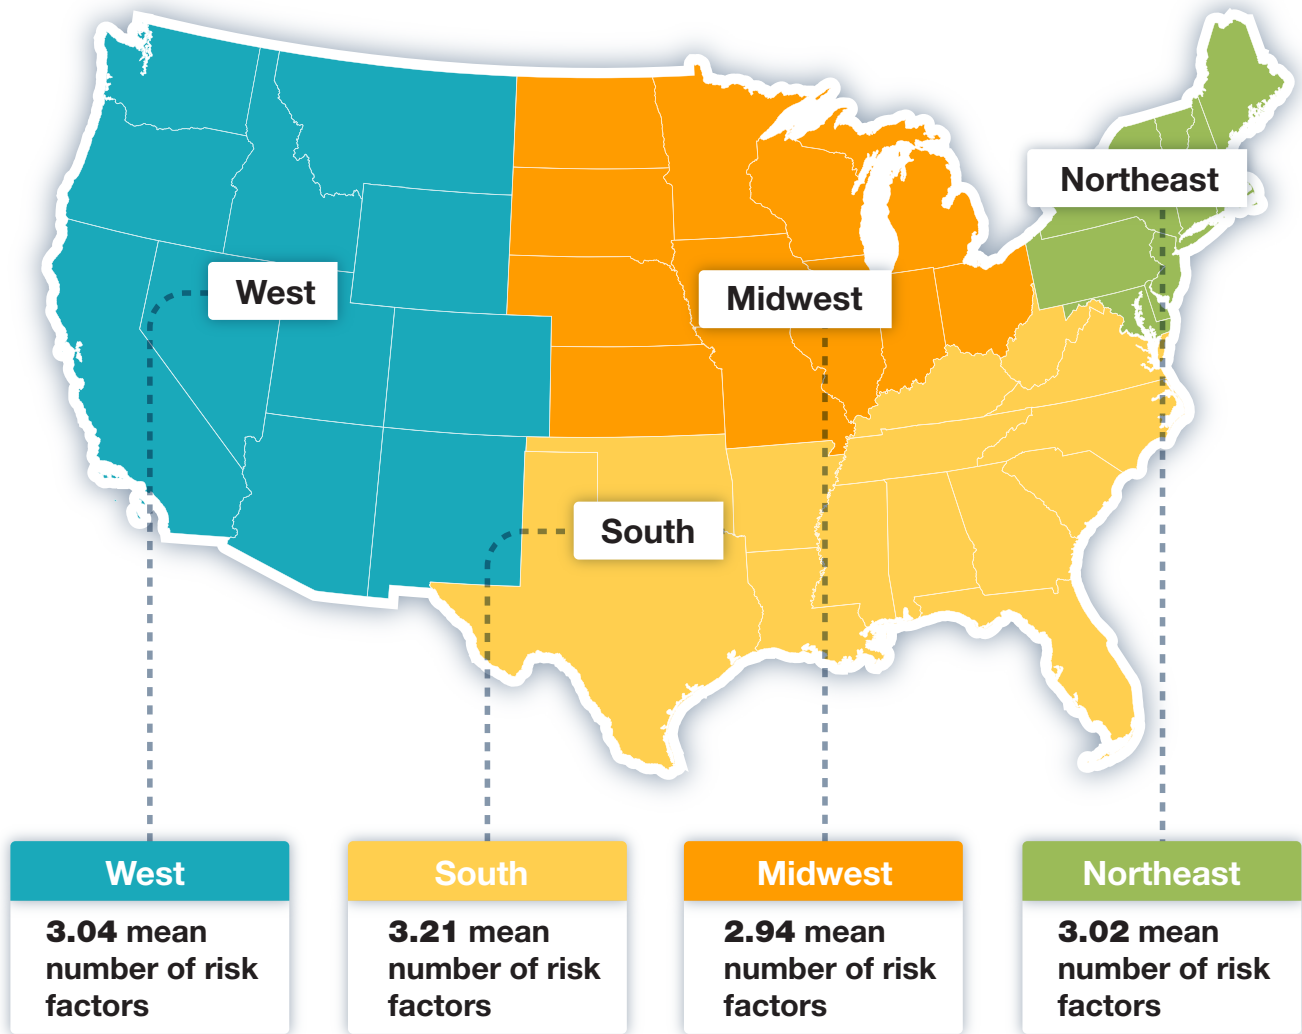 Northeast
West
Midwest
South
West
3.04 mean
number of risk
factors
South
3.21 mean
number of risk
factors
Midwest
2.94 mean
number of risk
factors
Northeast
3.02 mean
number of risk
factors